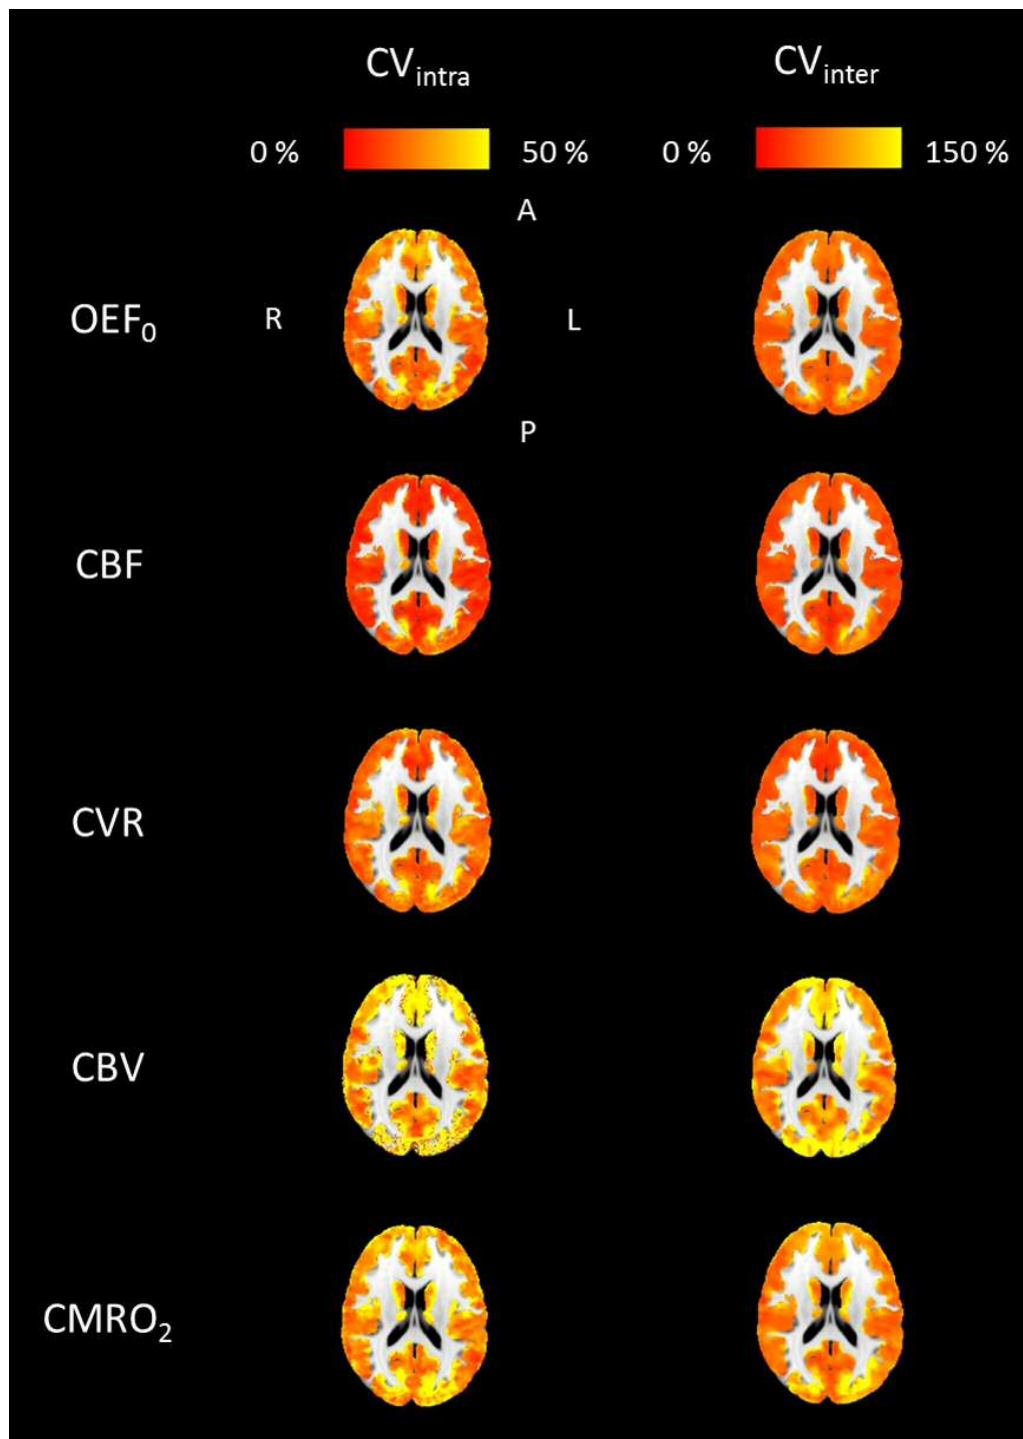 CVintra CVinter
0 % 50 % 0 % 150 %
A
OEF0 R L
P
CBF
CVR
CBV
CMRO2